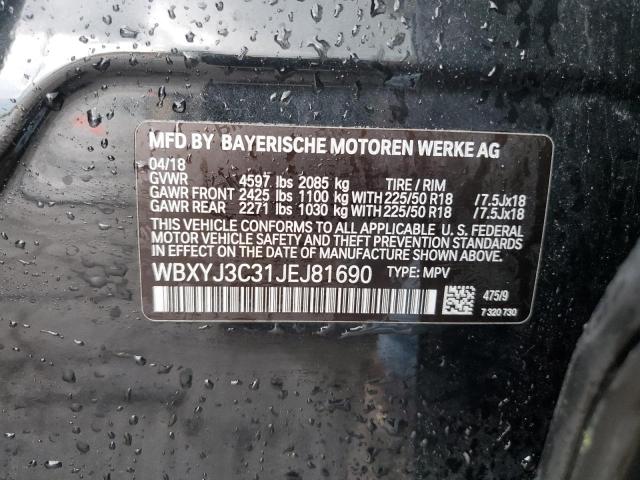 MFD BY BAYERISCHE MOTOREN WERKE AG
04/18
GVWR 4597 lbs 2085 kg TIRE / RIM
GAWR FRONT 2425 lbs 1100 kg WITH 225/50 R18 /7.5Jx18
GAWR REAR 2271 lbs 1030 kg WITH 225/50 R18 /7.5Jx18
THIS VEHICLE CONFORMS TO ALL APPLICABLE U. S. FEDERAL
MOTOR VEHICLE SAFETY AND THEFT PREVENTION
STANDARDS IN EFFECT ON THE DATE OF MANUFACTURE SHOWN ABOVE.
WBXYJ3C31JEJ81690 TYPE: MPV
475/9
7 320 730